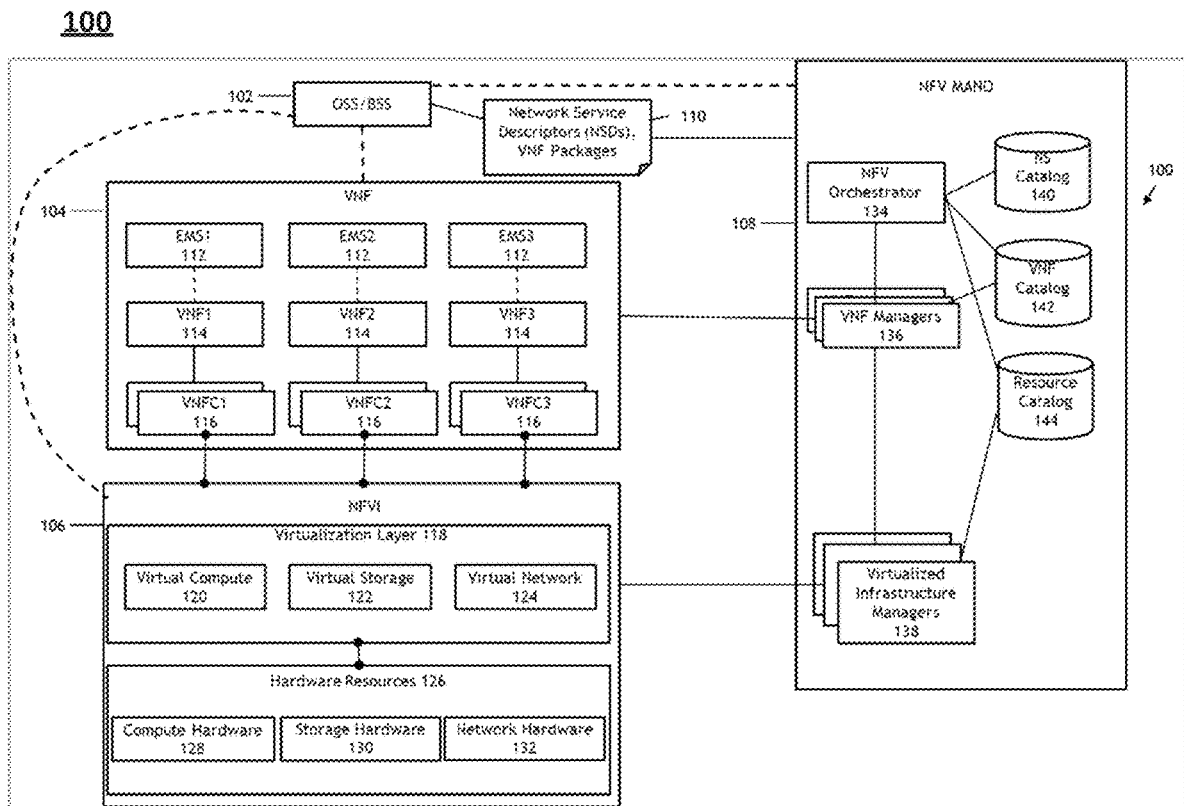 100
102
OSS/BSS
Network Service
Descriptors (NSDs),
VNF Packages
110
NFV MANO
NS
Catalog
140
100
NFV
Orchestrator
134
108
VNF
Catalog
142
VNF Managers
136
Resource
Catalog
144
Virtualized
Infrastructure
Managers
138
104
VNF
EMS1
112
EMS2
112
EMS3
112
VNF1
114
VNF2
114
VNF3
114
VNFC1
116
VNFC2
116
VNFC3
116
NFVI
106
Virtualization Layer 118
Virtual Compute
120
Virtual Storage
122
Virtual Network
124
Hardware Resources 126
Compute Hardware
128
Storage Hardware
130
Network Hardware
132